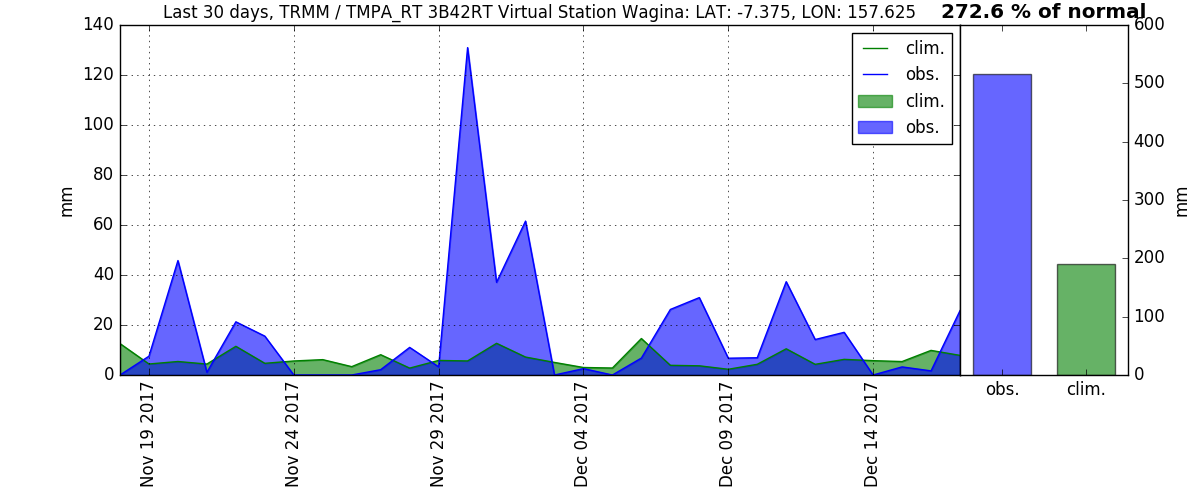 Last 30 days, TRMM / TMPA_RT 3B42RT Virtual Station Wagina: LAT: -7.375, LON: 157.625
272.6 % of normal
140
120
100
80
60
40
20
0
mm
clim.
obs.
clim.
obs.
Nov 19 2017
Nov 24 2017
Nov 29 2017
Dec 04 2017
Dec 09 2017
Dec 14 2017
600
500
400
300
200
100
0
mm
obs.
clim.